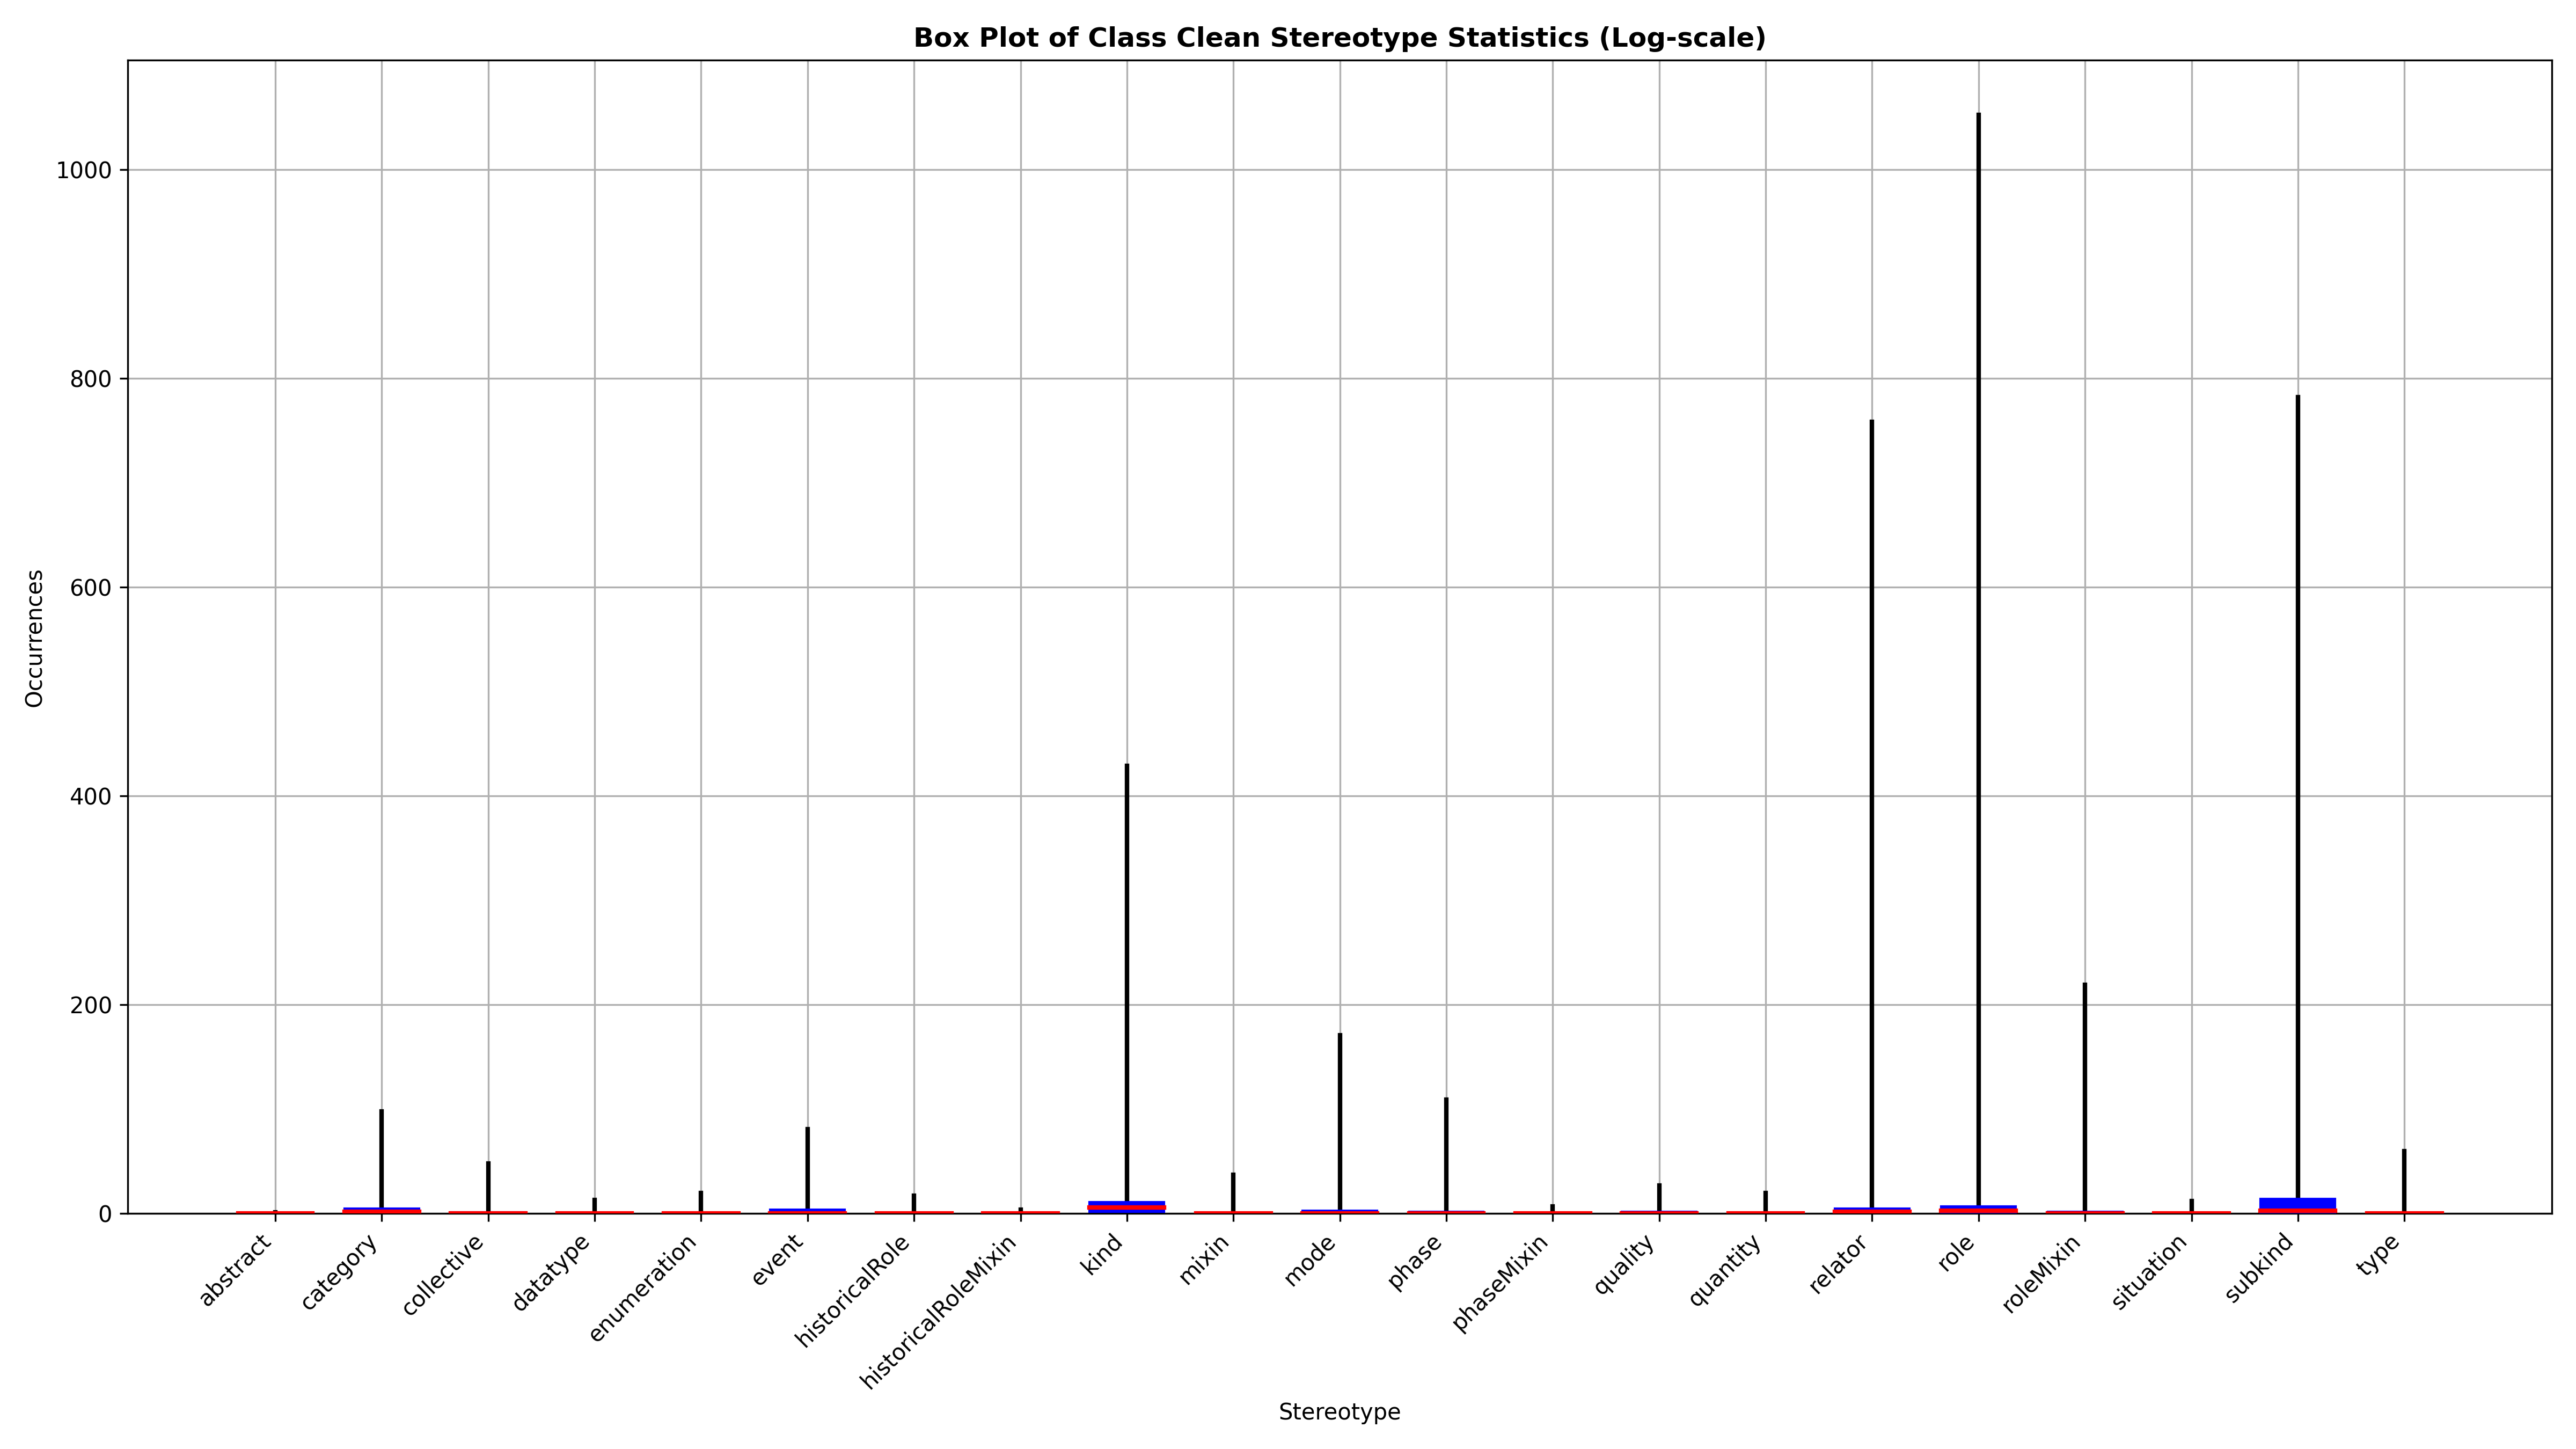 Box Plot of Class Clean Stereotype Statistics (Log-scale)
1000
800
600
400
200
0
Occurrences
abstract
category
collective
datatype
enumeration
event
historicalRole
historicalRoleMixin
kind
mixin
mode
phase
phaseMixin
quality
quantity
relator
role
roleMixin
situation
subkind
type
Stereotype